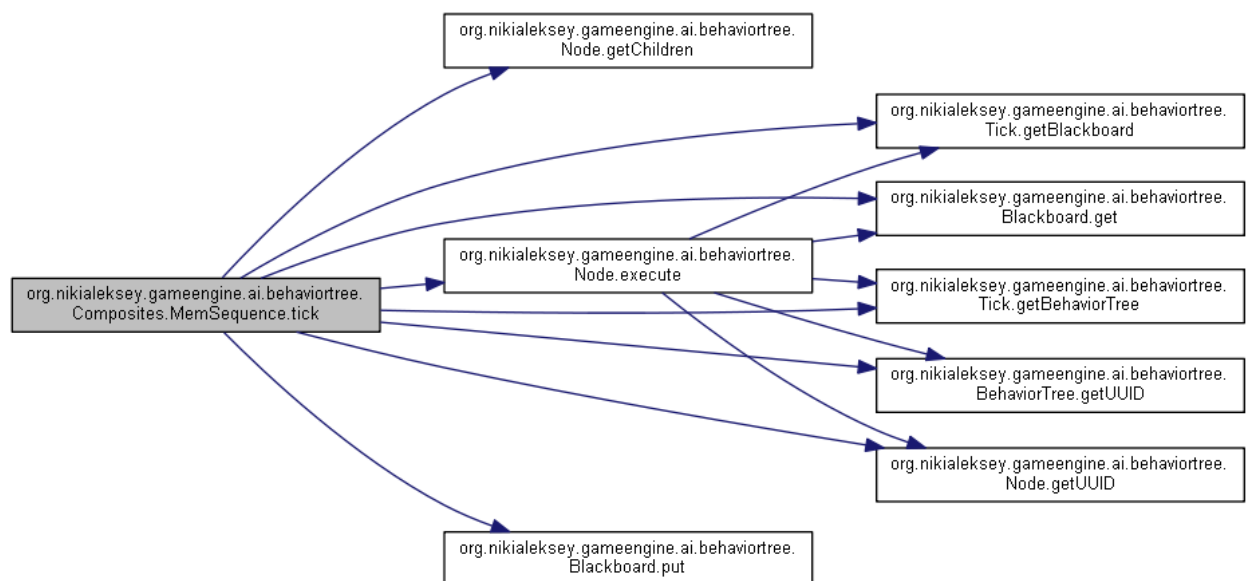 org.nikialeksey.gameengine.ai.behaviortree.
Node.getChildren
org.nikialeksey.gameengine.ai.behaviortree.
Tick.getBlackboard
org.nikialeksey.gameengine.ai.behaviortree.
Blackboard.get
org.nikialeksey.gameengine.ai.behaviortree.
Node.execute
org.nikialeksey.gameengine.ai.behaviortree.
Composites.MemSequence.tick
org.nikialeksey.gameengine.ai.behaviortree.
Tick.getBehaviorTree
org.nikialeksey.gameengine.ai.behaviortree.
BehaviorTree.getUUID
org.nikialeksey.gameengine.ai.behaviortree.
Node.getUUID
org.nikialeksey.gameengine.ai.behaviortree.
Blackboard.put